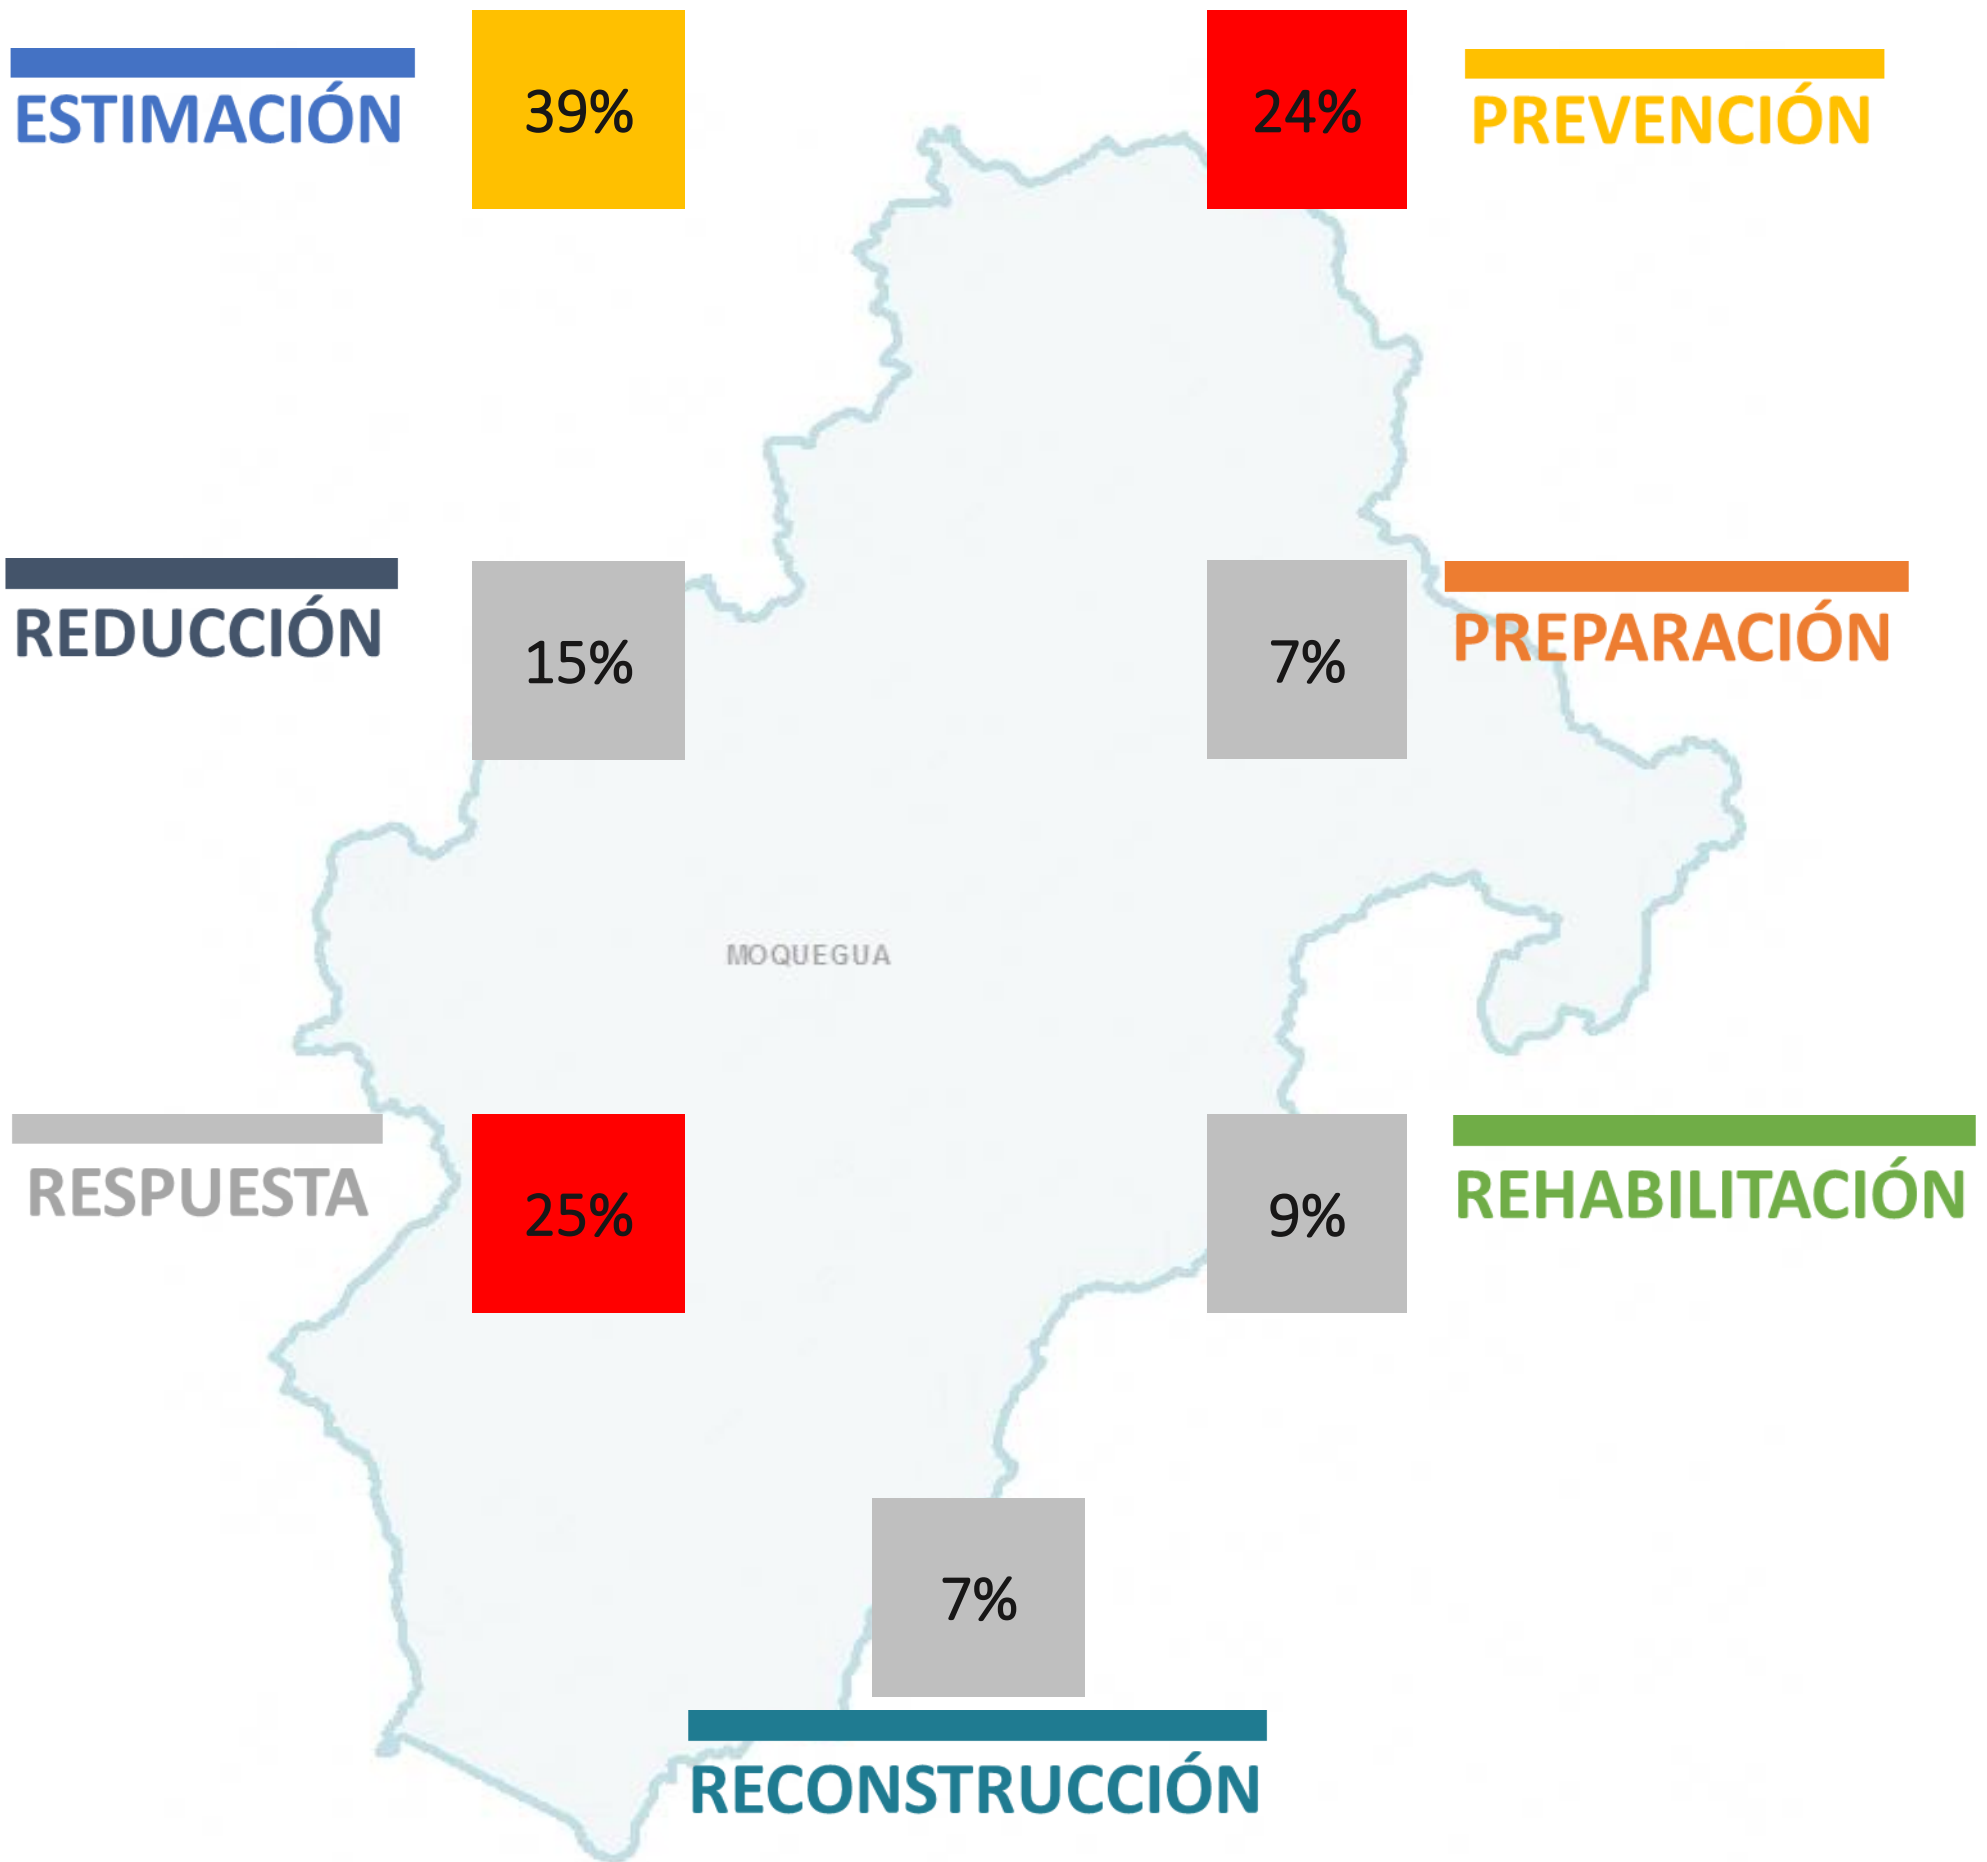 ESTIMACIÓN
39%
24%
PREVENCIÓN
REDUCCIÓN
15%
7%
PREPARACIÓN
MOQUEGUA
RESPUESTA
25%
9%
REHABILITACIÓN
7%
RECONSTRUCCIÓN